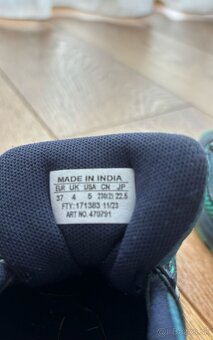 MADE IN INDIA
EUR UK USA CN JP
37 4 5 230(2) 22.5
FTY: 171383 11/23
ART NO. 470791